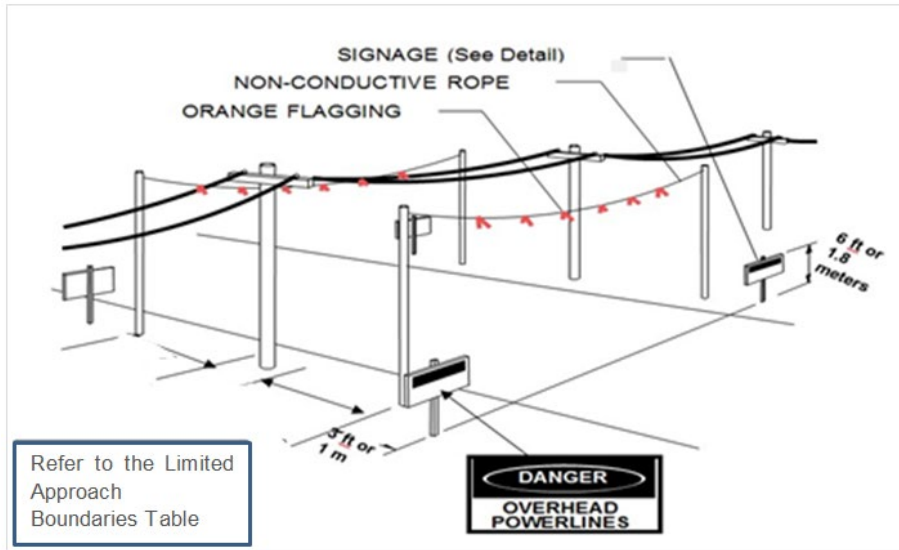 SIGNAGE (See Detail)
NON-CONDUCTIVE ROPE
ORANGE FLAGGING
6 ft or
1.8
meters
3 ft or
1 m
Refer to the Limited
Approach
Boundaries Table
DANGER
OVERHEAD
POWERLINES